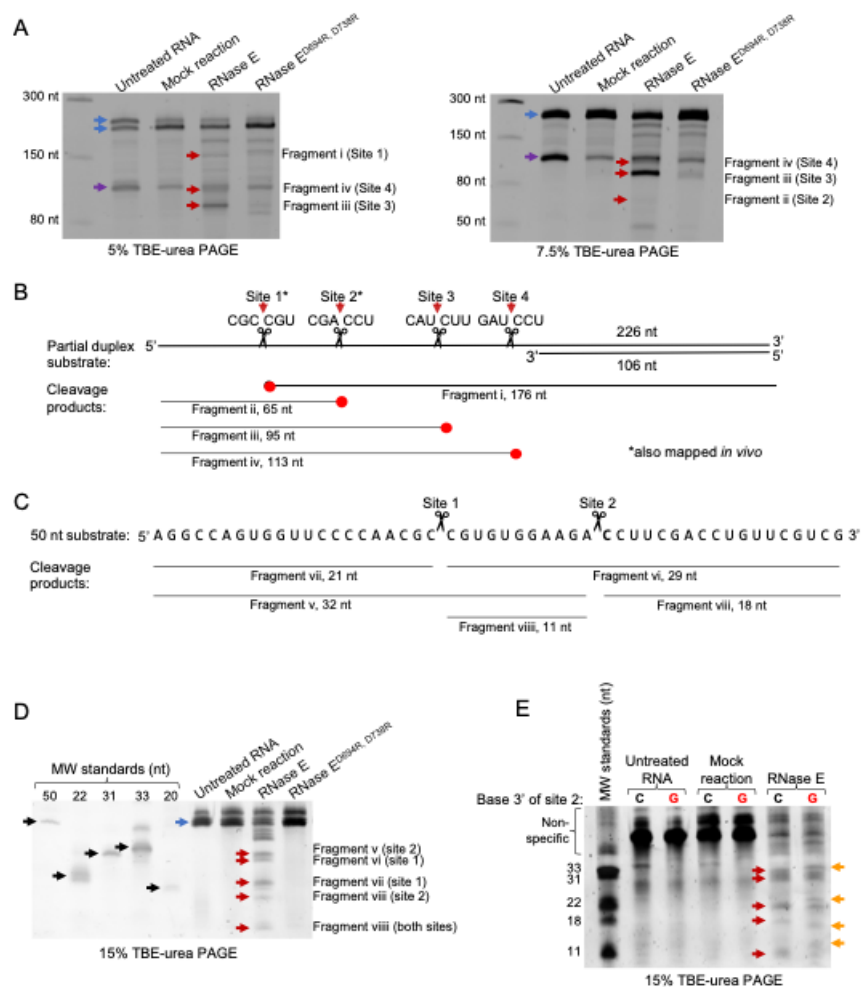 A
Untreated RNA
Mock reaction
RNase E
RNase E^D694R, D738R
300 nt
150 nt
80 nt
Fragment i (Site 1)
Fragment iv (Site 4)
Fragment iii (Site 3)
5% TBE-urea PAGE
Untreated RNA
Mock reaction
RNase E
RNase E^D694R, D738R
300 nt
150 nt
80 nt
50 nt
Fragment iv (Site 4)
Fragment iii (Site 3)
Fragment ii (Site 2)
7.5% TBE-urea PAGE
B
Site 1* Site 2* Site 3 Site 4
CGC CGU CGA CCU CAU CUU GAU CCU
Partial duplex substrate: 5' 226 nt 3'
3' 106 nt 5'
Cleavage products:
Fragment i, 176 nt
Fragment ii, 65 nt
Fragment iii, 95 nt
Fragment iv, 113 nt
*also mapped in vivo
C
Site 1 Site 2
50 nt substrate: 5' A G G C C A G U G G U U C C C C A A C G C C G U G U G G A A G A C C U U C G A C C U G U U C G U C G 3'
Cleavage products:
Fragment vii, 21 nt Fragment vi, 29 nt
Fragment v, 32 nt Fragment viii, 18 nt
Fragment viiii, 11 nt
D
MW standards (nt)
50 22 31 33 20
Untreated RNA
Mock reaction
RNase E
RNase E^D694R, D738R
Fragment v (site 2)
Fragment vi (site 1)
Fragment vii (site 1)
Fragment viii (site 2)
Fragment viiii (both sites)
15% TBE-urea PAGE
E
MW standards (nt)
Untreated RNA
Mock reaction
RNase E
Base 3' of site 2: C G C G C G
Non-specific
33
31
22
18
11
15% TBE-urea PAGE